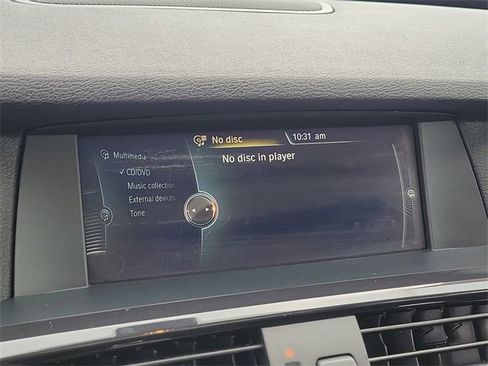 No disc
10:31 am
Multimedia
No disc in player
✓ CD/DVD
Music collection
External devices
Tone